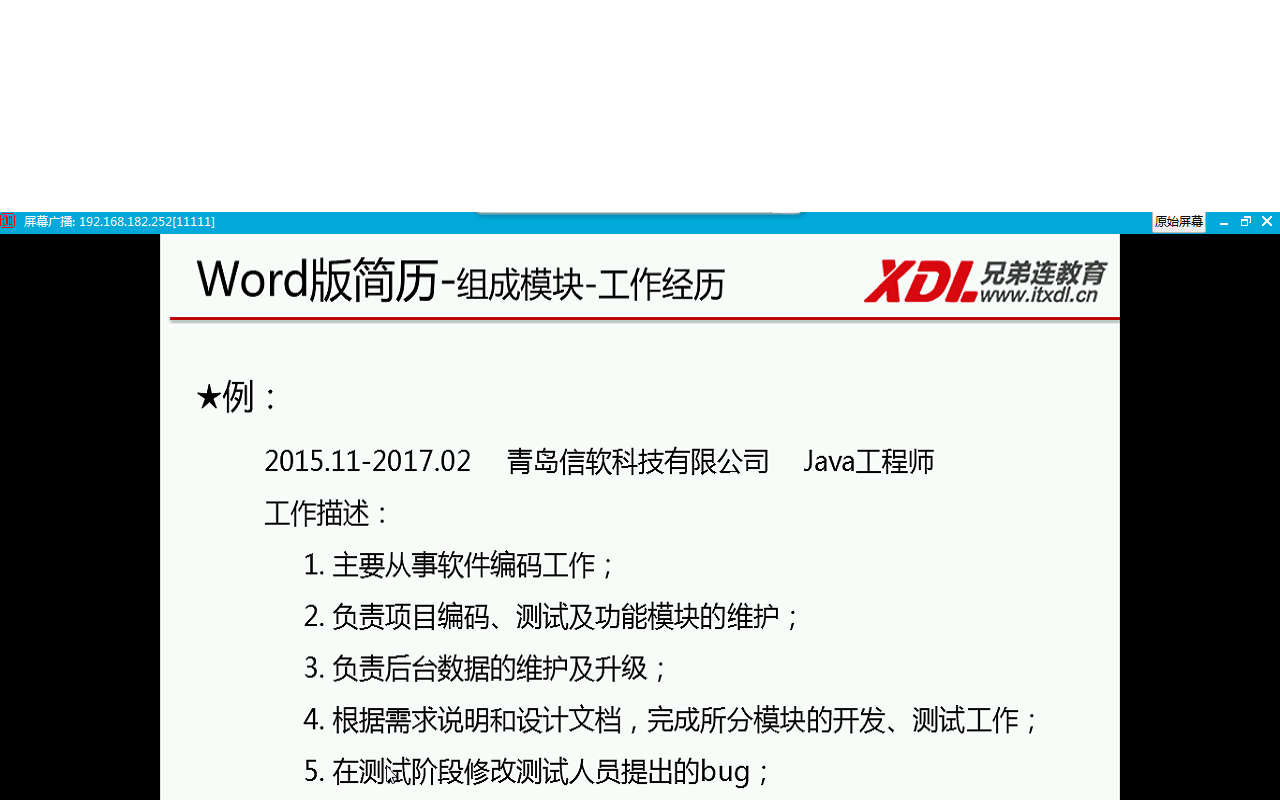 屏幕广播: 192.168.182.252[11111]
原始屏幕
Word版简历-组成模块-工作经历
XDL 兄弟连教育
www.itxdl.cn
★例：
2015.11-2017.02 青岛信软科技有限公司 Java工程师
工作描述：
1. 主要从事软件编码工作；
2. 负责项目编码、测试及功能模块的维护；
3. 负责后台数据的维护及升级；
4. 根据需求说明和设计文档，完成所分模块的开发、测试工作；
5. 在测试阶段修改测试人员提出的bug；